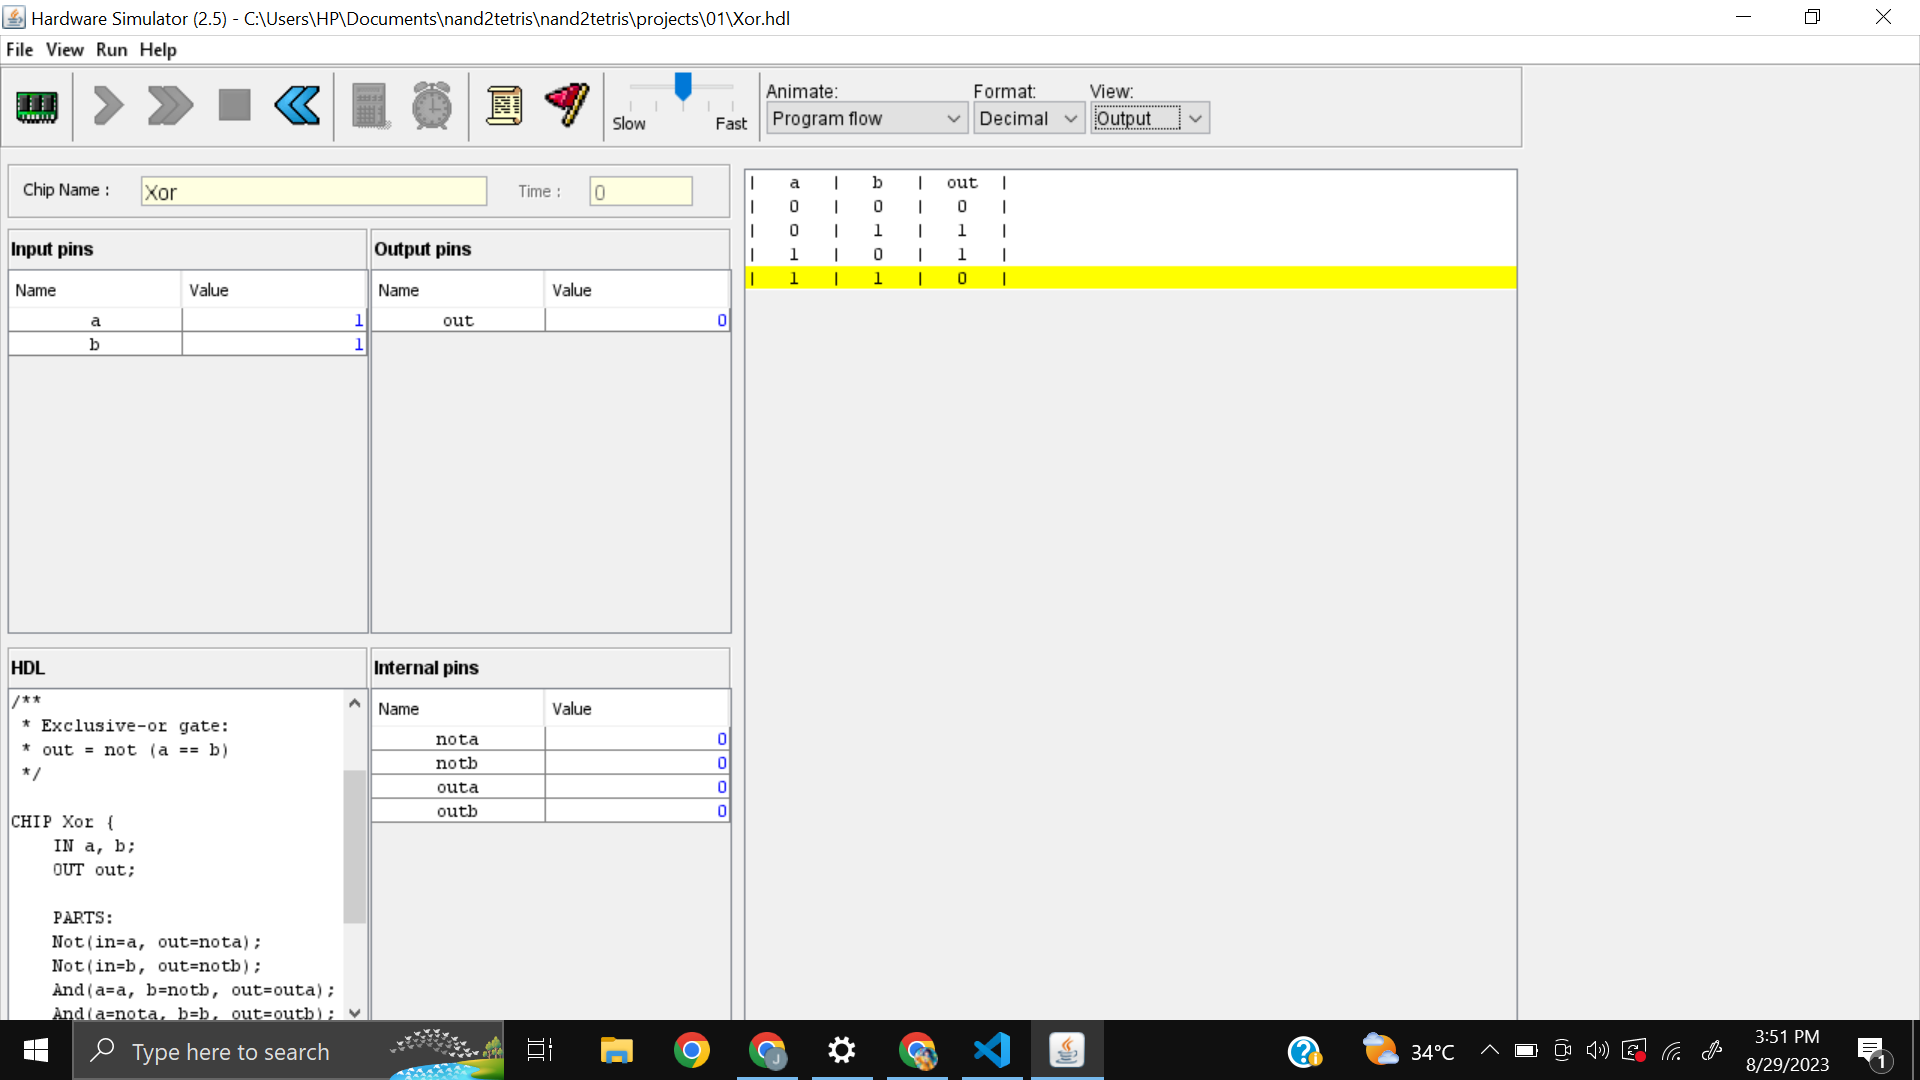 Hardware Simulator (2.5) - C:\Users\HP\Documents\nand2tetris\nand2tetris\projects\01\Xor.hdl
File View Run Help
Slow Fast
Animate: Format: View:
Program flow Decimal Output
Chip Name : Xor Time : 0
Input pins
Name Value
a 1
b 1
Output pins
Name Value
out 0
| a | b | out |
| 0 | 0 | 0 |
| 0 | 1 | 1 |
| 1 | 0 | 1 |
| 1 | 1 | 0 |
HDL
/**
* Exclusive-or gate:
* out = not (a == b)
*/
CHIP Xor {
IN a, b;
OUT out;
PARTS:
Not(in=a, out=nota);
Not(in=b, out=notb);
And(a=a, b=notb, out=outa);
And(a=nota, b=b, out=outb);
Internal pins
Name Value
nota 0
notb 0
outa 0
outb 0
Type here to search
J
34°C
3:51 PM
8/29/2023
1